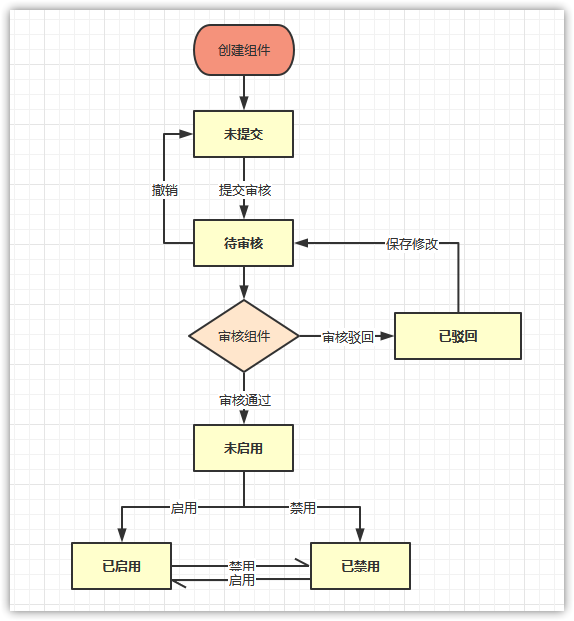 创建组件
未提交
撤销
提交审核
待审核
保存修改
审核组件
审核驳回
已驳回
审核通过
未启用
启用
禁用
已启用
禁用
启用
已禁用